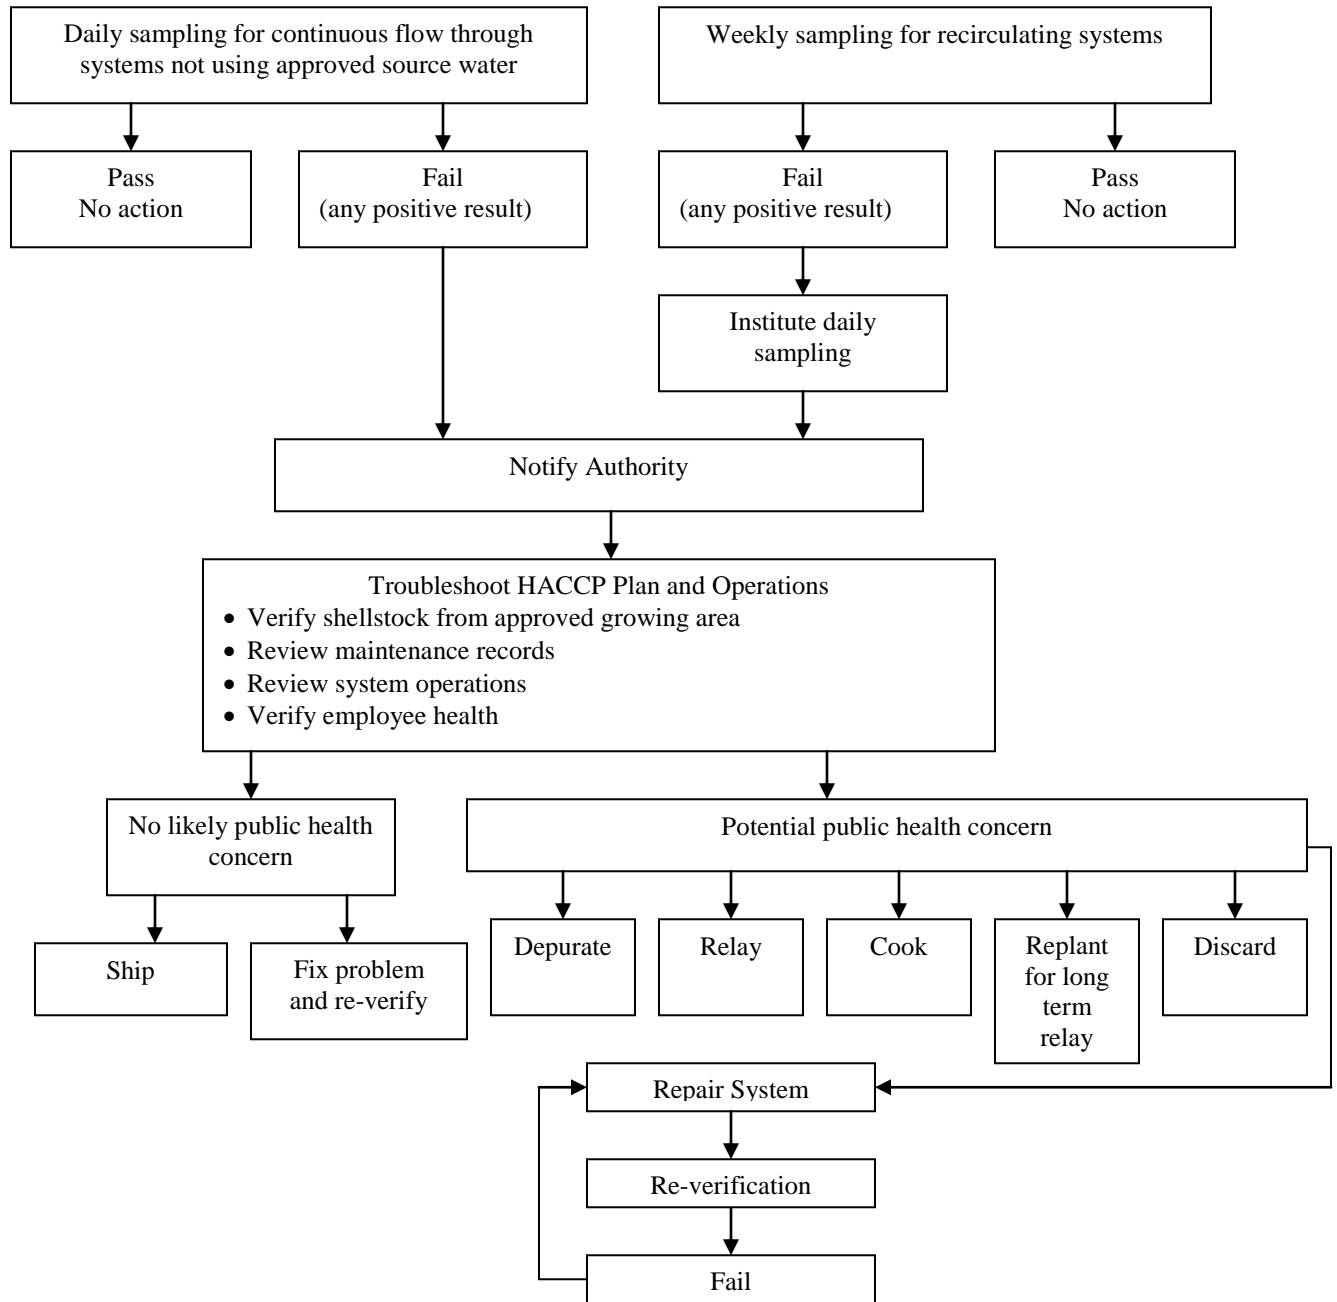 Daily sampling for continuous flow through
systems not using approved source water
Weekly sampling for recirculating systems
Pass
No action
Fail
(any positive result)
Fail
(any positive result)
Pass
No action
Institute daily
sampling
Notify Authority
Troubleshoot HACCP Plan and Operations
• Verify shellstock from approved growing area
• Review maintenance records
• Review system operations
• Verify employee health
No likely public health
concern
Potential public health concern
Ship
Fix problem
and re-verify
Depurate
Relay
Cook
Replant
for long
term
relay
Discard
Repair System
Re-verification
Fail